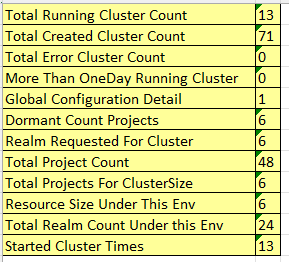 Total Running Cluster Count 13
Total Created Cluster Count 71
Total Error Cluster Count 0
More Than OneDay Running Cluster 0
Global Configuration Detail 1
Dormant Count Projects 6
Realm Requested For Cluster 6
Total Project Count 48
Total Projects For ClusterSize 6
Resource Size Under This Env 6
Total Realm Count Under this Env 24
Started Cluster Times 13